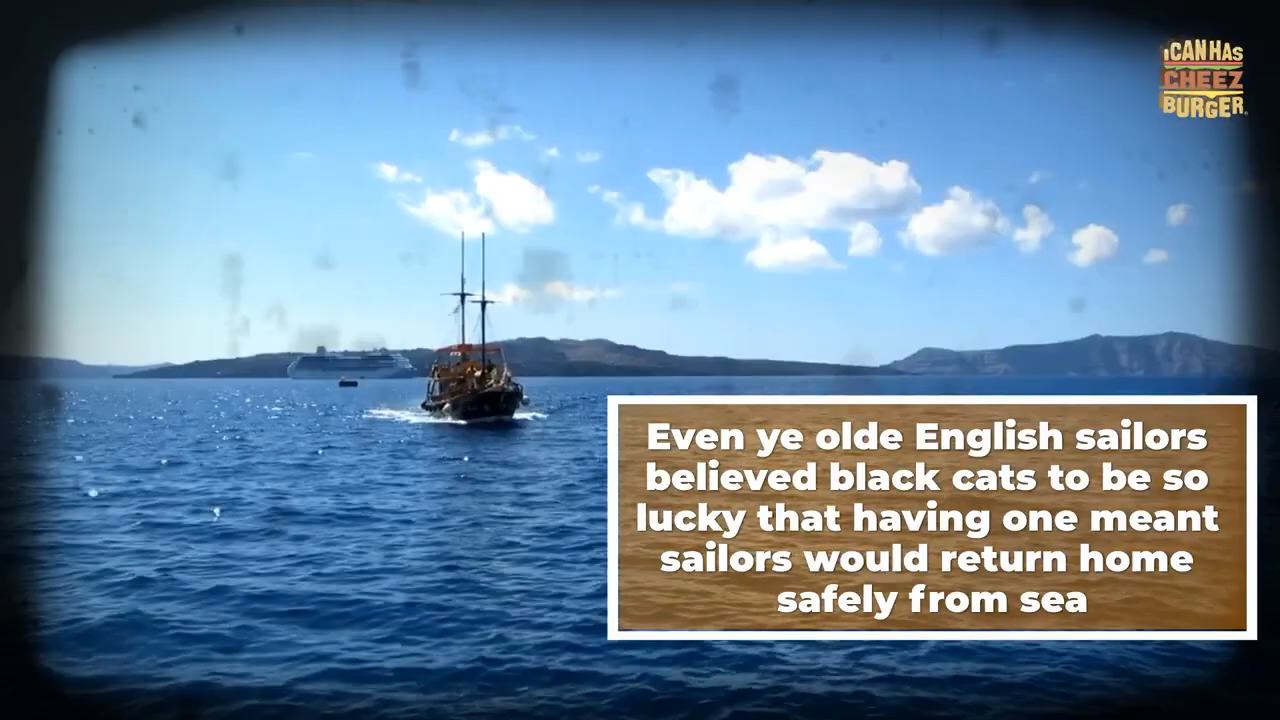 I CAN HAS
CHEEZ
BURGER
Even ye olde English sailors
believed black cats to be so
lucky that having one meant
sailors would return home
safely from sea